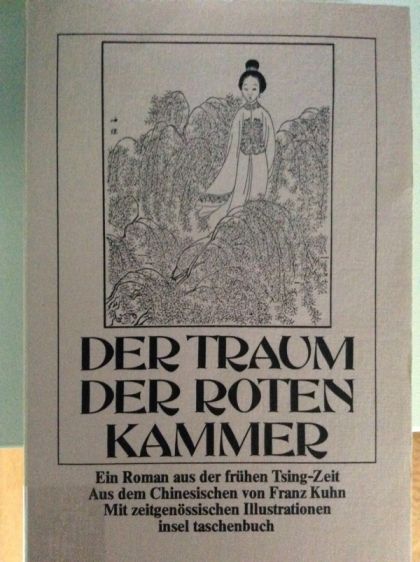 DER TRAUM
DER ROTEN
KAMMER
Ein Roman aus der frühen Tsing-Zeit
Aus dem Chinesischen von Franz Kuhn
Mit zeitgenössischen Illustrationen
insel taschenbuch